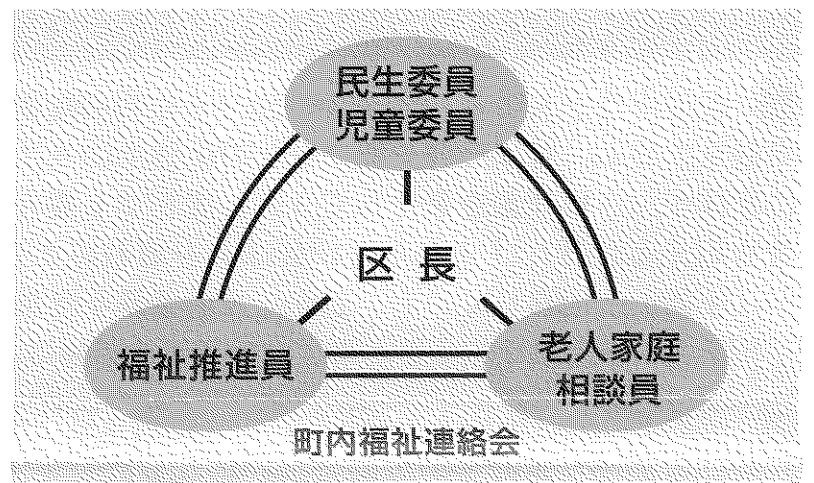 民生委員
児童委員
区長
福祉推進員
老人家庭
相談員
町内福祉連絡会